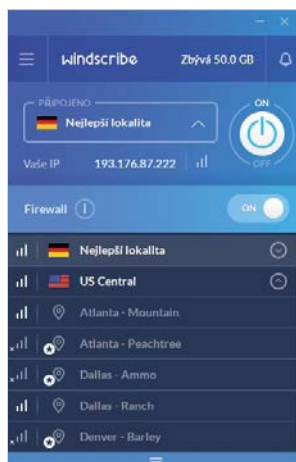 windscribe Zbývá 50.0 GB
PŘIPOJENO
Nejlepší lokalita
ON
OFF
Vaše IP 193.176.87.222
Firewall i ON
Nejlepší lokalita
US Central
Atlanta - Mountain
Atlanta - Peachtree
Dallas - Ammo
Dallas - Ranch
Denver - Barley